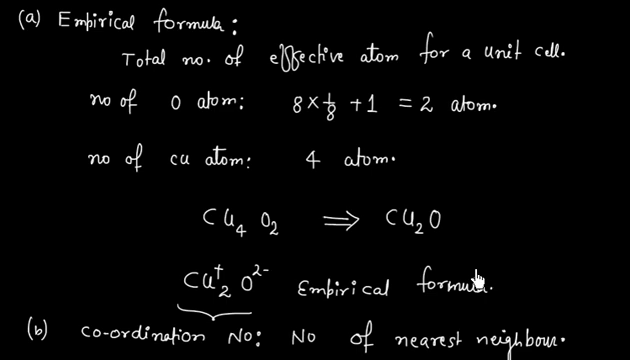 (a) Empirical formula:
Total no. of effective atom for a unit cell.
no of O atom: 8 × 1/8 + 1 = 2 atom.
no of cu atom: 4 atom.
Cu₄ O₂ ⟹ Cu₂O
Cu₂⁺ O²⁻ Empirical formula.
(b) co-ordination No: No of nearest neighbour.